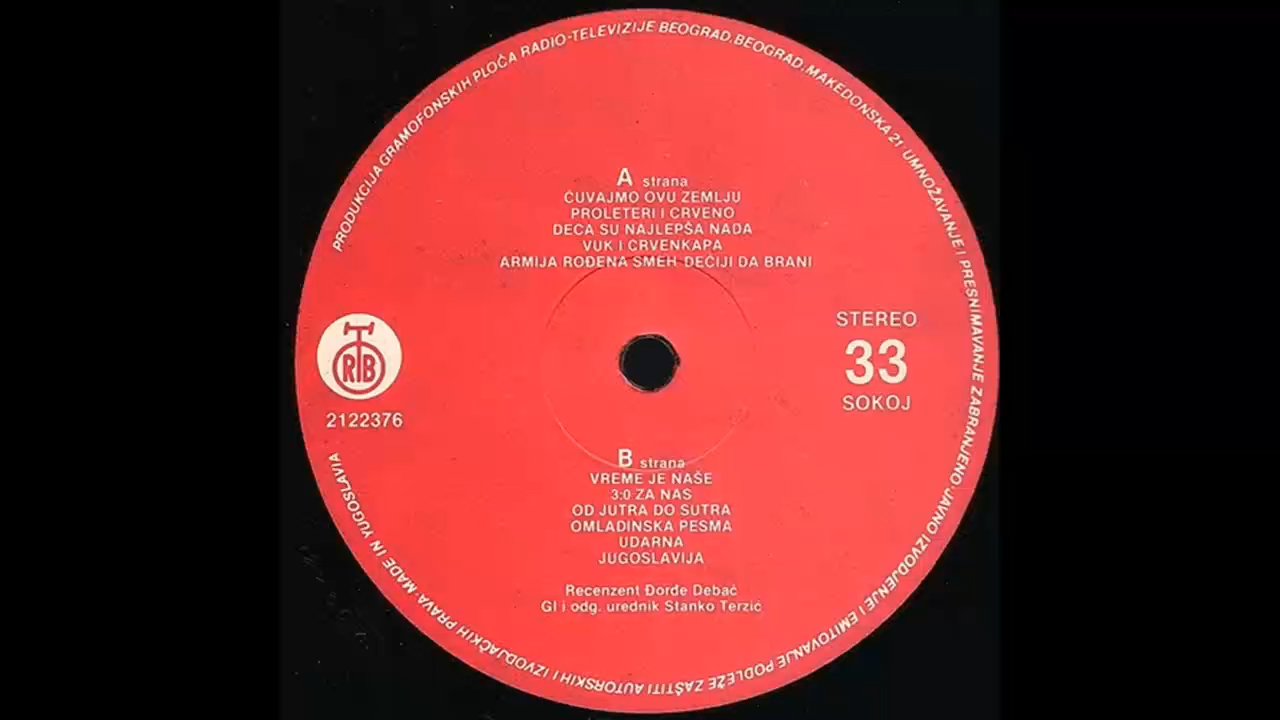 PRODUKCIJA GRAMOFONSKIH PLOČA RADIO-TELEVIZIJE BEOGRAD, BEOGRAD, MAKEDONSKA 21 UMNOŽAVANJE I PRESNIMAVANJE ZABRANJENO. JAVNO IZVODJENJE I EMITOVANJE PODLEŽE ZAŠTITI AUTORSKIH I IZVODJAČKIH PRAVA. MADE IN YUGOSLAVIA
A strana
ČUVAJMO OVU ZEMLJU
PROLETERI I CRVENO
DECA SU NAJLEPŠA NADA
VUK I CRVENKAPA
ARMIJA ROĐENA SMEH DEČIJI DA BRANI
RTB
2122376
STEREO
33
SOKOJ
B strana
VREME JE NAŠE
3:0 ZA NAS
OD JUTRA DO SUTRA
OMLADINSKA PESMA
UDARNA
JUGOSLAVIJA
Recenzent Đorđe Debać
Gl i odg. urednik Stanko Terzić